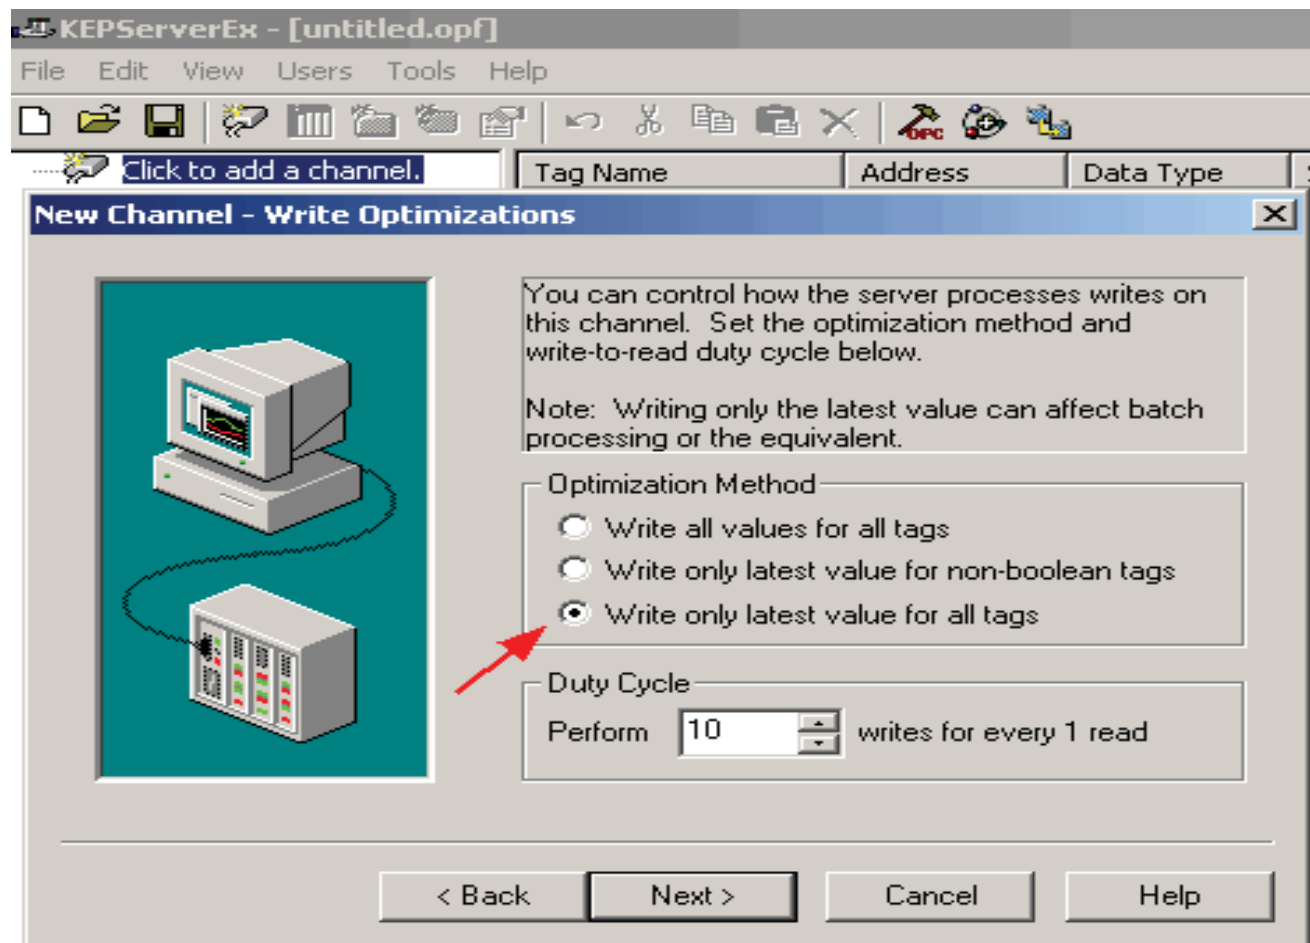 KEPServerEx - [untitled.opf]
File Edit View Users Tools Help
OPC
Click to add a channel.
Tag Name Address Data Type
New Channel - Write Optimizations
You can control how the server processes writes on
this channel. Set the optimization method and
write-to-read duty cycle below.
Note: Writing only the latest value can affect batch
processing or the equivalent.
Optimization Method
Write all values for all tags
Write only latest value for non-boolean tags
Write only latest value for all tags
Duty Cycle
Perform 10 writes for every 1 read
< Back Next > Cancel Help